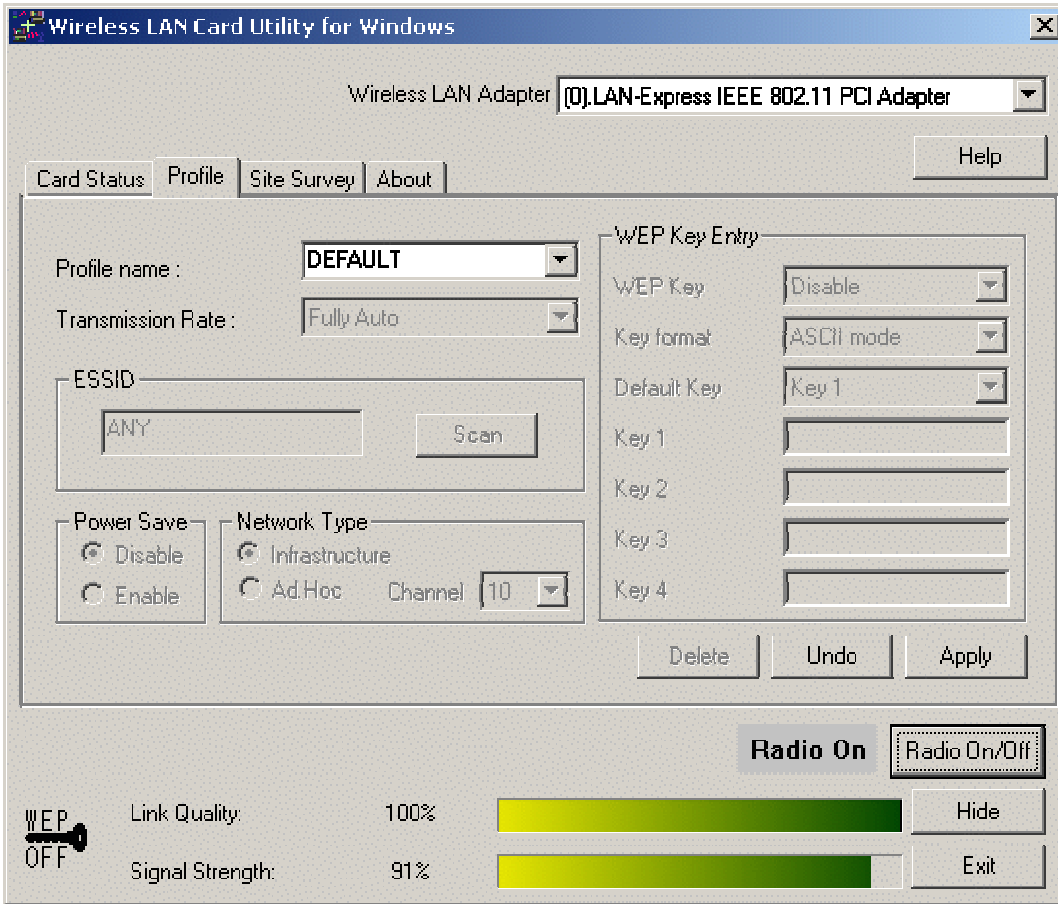 Wireless LAN Card Utility for Windows
Wireless LAN Adapter (0).LAN-Express IEEE 802.11 PCI Adapter
Help
Card Status Profile Site Survey About
Profile name : DEFAULT
Transmission Rate : Fully Auto
ESSID
ANY Scan
Power Save
Disable
Enable
Network Type
Infrastructure
Ad.Hoc Channel 10
WEP Key Entry
WEP Key Disable
Key format ASCII mode
Default Key Key 1
Key 1
Key 2
Key 3
Key 4
Delete Undo Apply
Radio On Radio On/Off
WEP
OFF
Link Quality: 100% Hide
Signal Strength: 91% Exit